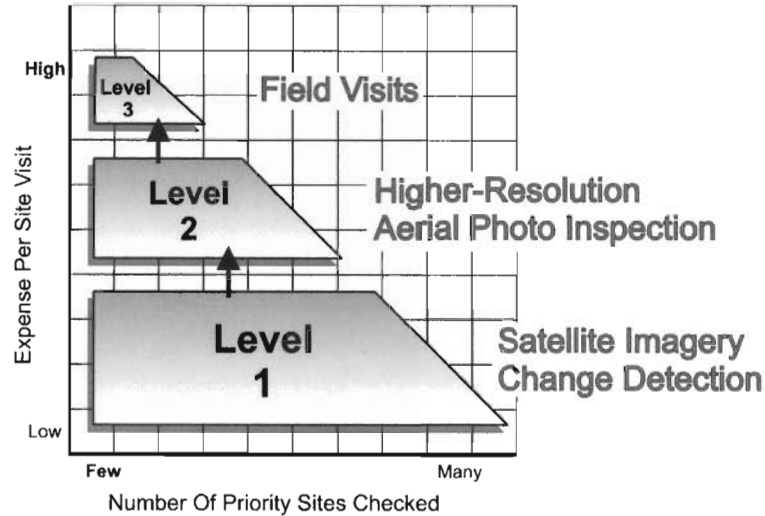 High
Level
3
Field Visits
Level
2
Higher-Resolution
Aerial Photo Inspection
Expense Per Site Visit
Level
1
Satellite Imagery
Change Detection
Low
Few
Many
Number Of Priority Sites Checked